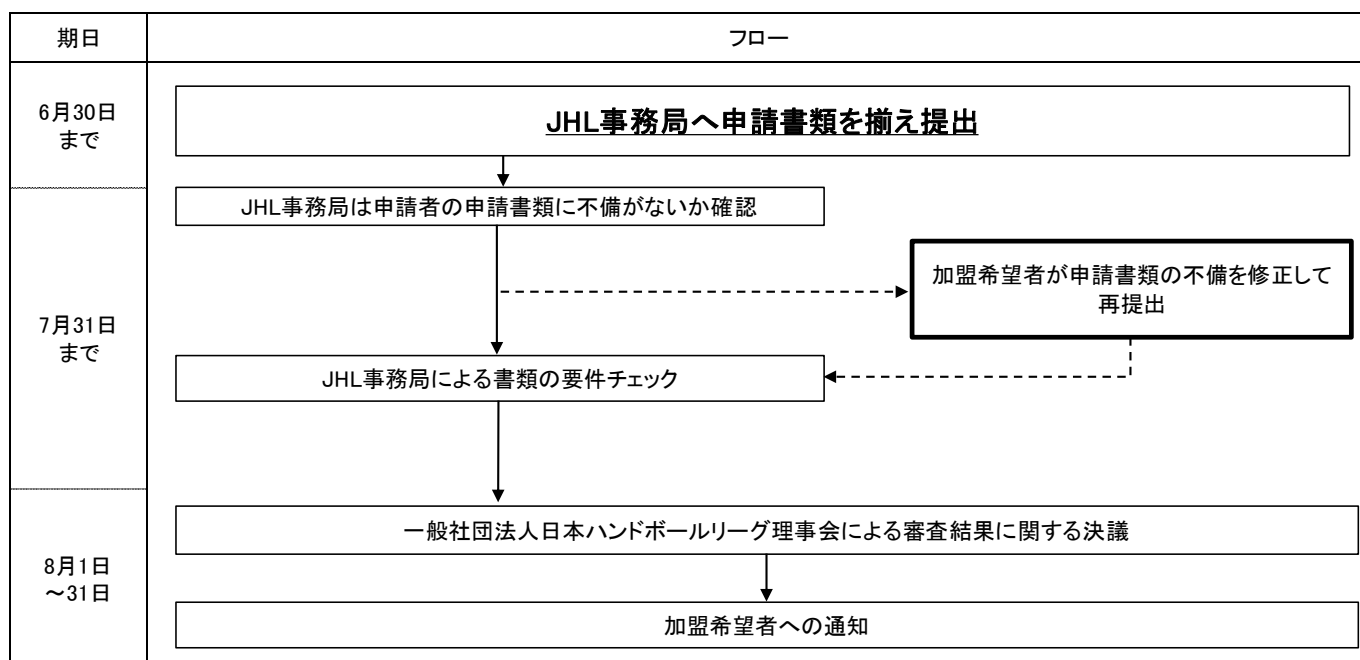 期日
フロー
6月30日
まで
JHL事務局へ申請書類を揃え提出
JHL事務局は申請者の申請書類に不備がないか確認
加盟希望者が申請書類の不備を修正して
再提出
7月31日
まで
JHL事務局による書類の要件チェック
一般社団法人日本ハンドボールリーグ理事会による審査結果に関する決議
8月1日
～31日
加盟希望者への通知